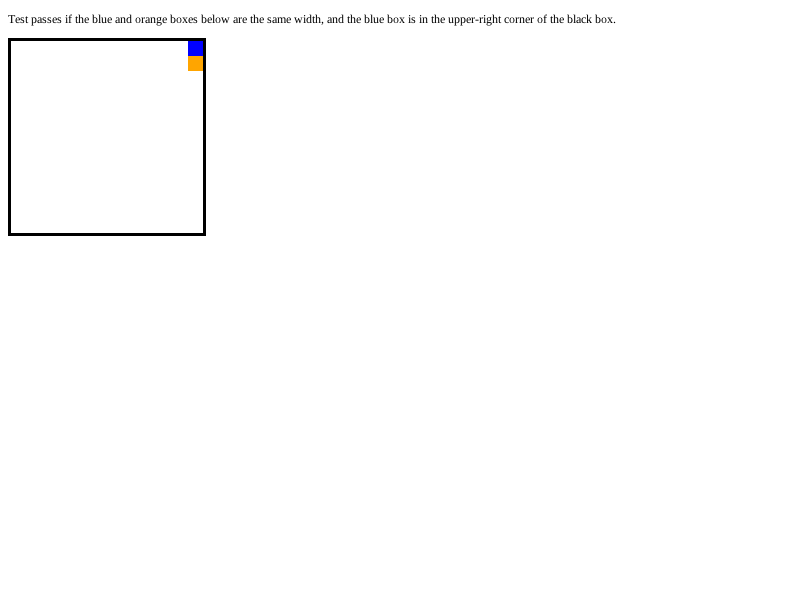 Test passes if the blue and orange boxes below are the same width, and the blue box is in the upper-right corner of the black box.